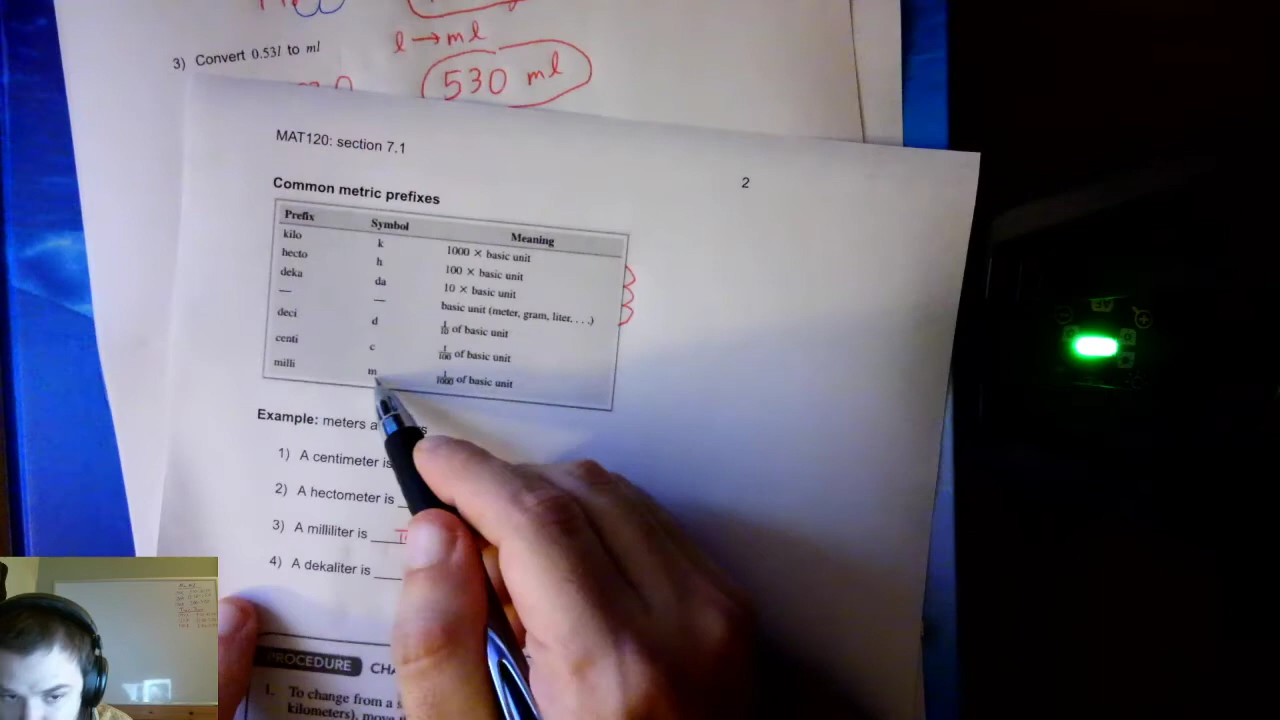 l → ml
3) Convert 0.53l to ml
530 ml
MAT120: section 7.1
2
Common metric prefixes
Prefix Symbol Meaning
kilo k 1000 × basic unit
hecto h 100 × basic unit
deka da 10 × basic unit
— — basic unit (meter, gram, liter, . . .)
deci d 1/10 of basic unit
centi c 1/100 of basic unit
milli m 1/1000 of basic unit
Example: meters a
1) A centimeter is
2) A hectometer is
3) A milliliter is
4) A dekaliter is
PROCEDURE
1. To change from a
kilometers), move